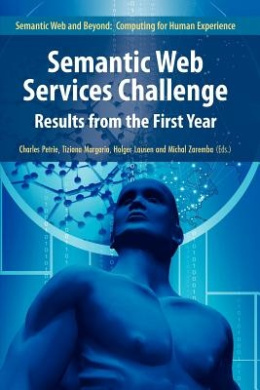 Semantic Web and Beyond: Computing for Human Experience
Semantic Web
Services Challenge
Results from the First Year
Charles Petrie, Tiziana Margaria, Holger Lausen and Michal Zaremba (Eds.)